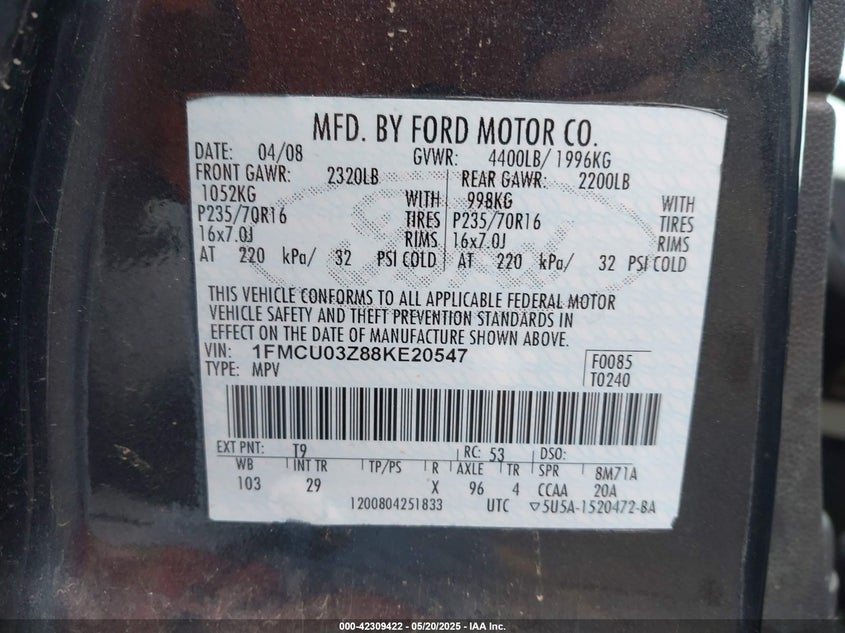 MFD. BY FORD MOTOR CO.
DATE: 04/08 GVWR: 4400LB/ 1996KG
FRONT GAWR: 2320LB REAR GAWR: 2200LB
1052KG WITH 998KG WITH
P235/70R16 TIRES P235/70R16 TIRES
16x7.0J RIMS 16x7.0J RIMS
AT 220 kPa/ 32 PSI COLD AT 220 kPa/ 32 PSI COLD
THIS VEHICLE CONFORMS TO ALL APPLICABLE FEDERAL MOTOR
VEHICLE SAFETY AND THEFT PREVENTION STANDARDS IN
EFFECT ON THE DATE OF MANUFACTURE SHOWN ABOVE.
VIN: 1FMCU03Z88KE20547 F0085
TYPE: MPV T0240
EXT PNT: T9 RC: 53 DSO:
WB INT TR TP/PS R AXLE TR SPR 8M71A
103 29 X 96 4 CCAA 20A
1200804251833 UTC ▽5U5A-1520472-BA
000-42309422 - 05/20/2025 - IAA Inc.